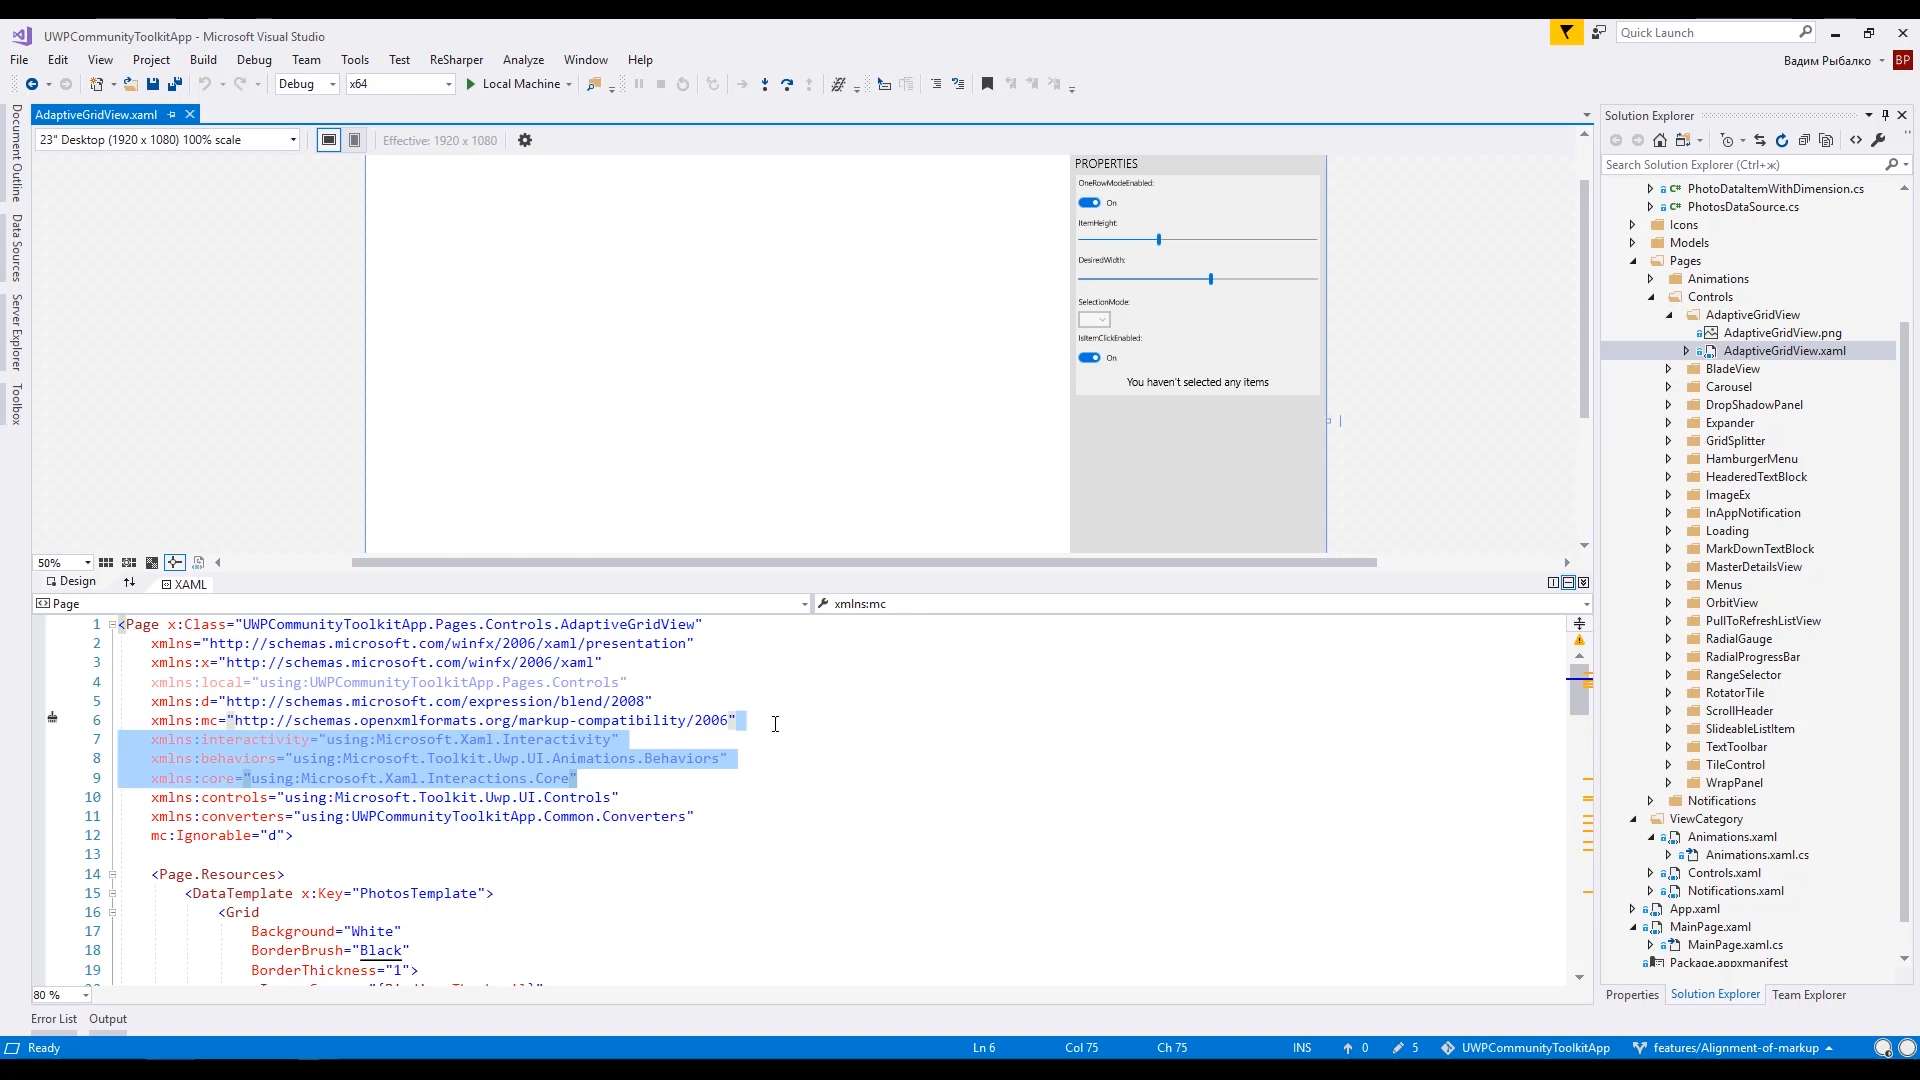 UWPCommunityToolkitApp - Microsoft Visual Studio
Quick Launch
File Edit View Project Build Debug Team Tools Test ReSharper Analyze Window Help
Вадим Рыбалко
BP
Debug x64 Local Machine
AdaptiveGridView.xaml
23" Desktop (1920 x 1080) 100% scale
Effective: 1920 x 1080
Document Outline
Data Sources
Server Explorer
Toolbox
PROPERTIES
OneRowModeEnabled:
On
ItemHeight:
DesiredWidth:
SelectionMode:
IsItemClickEnabled:
On
You haven't selected any items
50%
Design
XAML
Page
xmlns:mc
1 <Page x:Class="UWPCommunityToolkitApp.Pages.Controls.AdaptiveGridView"
2 xmlns="http://schemas.microsoft.com/winfx/2006/xaml/presentation"
3 xmlns:x="http://schemas.microsoft.com/winfx/2006/xaml"
4 xmlns:local="using:UWPCommunityToolkitApp.Pages.Controls"
5 xmlns:d="http://schemas.microsoft.com/expression/blend/2008"
6 xmlns:mc="http://schemas.openxmlformats.org/markup-compatibility/2006"
7 xmlns:interactivity="using:Microsoft.Xaml.Interactivity"
8 xmlns:behaviors="using:Microsoft.Toolkit.Uwp.UI.Animations.Behaviors"
9 xmlns:core="using:Microsoft.Xaml.Interactions.Core"
10 xmlns:controls="using:Microsoft.Toolkit.Uwp.UI.Controls"
11 xmlns:converters="using:UWPCommunityToolkitApp.Common.Converters"
12 mc:Ignorable="d">
13
14 <Page.Resources>
15 <DataTemplate x:Key="PhotosTemplate">
16 <Grid
17 Background="White"
18 BorderBrush="Black"
19 BorderThickness="1">
80 %
Error List Output
Ready
Ln 6 Col 75 Ch 75 INS 0 5 UWPCommunityToolkitApp features/Alignment-of-markup
Solution Explorer
Search Solution Explorer (Ctrl+ж)
C# PhotoDataItemWithDimension.cs
C# PhotosDataSource.cs
Icons
Models
Pages
Animations
Controls
AdaptiveGridView
AdaptiveGridView.png
AdaptiveGridView.xaml
BladeView
Carousel
DropShadowPanel
Expander
GridSplitter
HamburgerMenu
HeaderedTextBlock
ImageEx
InAppNotification
Loading
MarkDownTextBlock
MasterDetailsView
Menus
OrbitView
PullToRefreshListView
RadialGauge
RadialProgressBar
RangeSelector
RotatorTile
ScrollHeader
SlideableListItem
TextToolbar
TileControl
WrapPanel
Notifications
ViewCategory
Animations.xaml
Animations.xaml.cs
Controls.xaml
Notifications.xaml
App.xaml
MainPage.xaml
MainPage.xaml.cs
Package.appxmanifest
Properties Solution Explorer Team Explorer